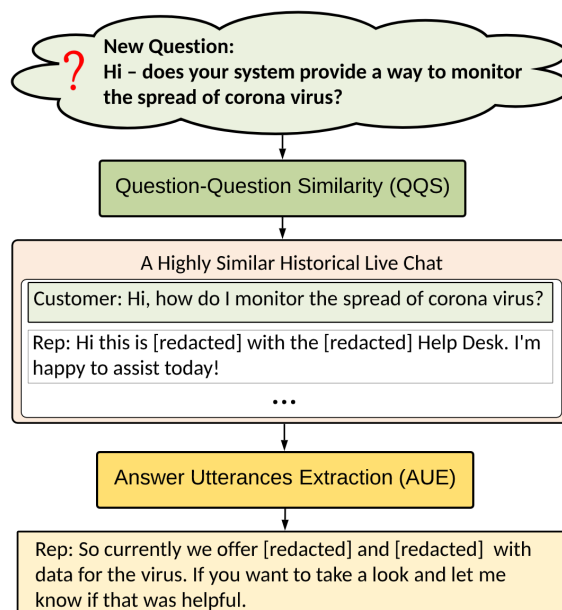 ?
New Question:
Hi – does your system provide a way to monitor
the spread of corona virus?
Question-Question Similarity (QQS)
A Highly Similar Historical Live Chat
Customer: Hi, how do I monitor the spread of corona virus?
Rep: Hi this is [redacted] with the [redacted] Help Desk. I'm
happy to assist today!
...
Answer Utterances Extraction (AUE)
Rep: So currently we offer [redacted] and [redacted] with
data for the virus. If you want to take a look and let me
know if that was helpful.